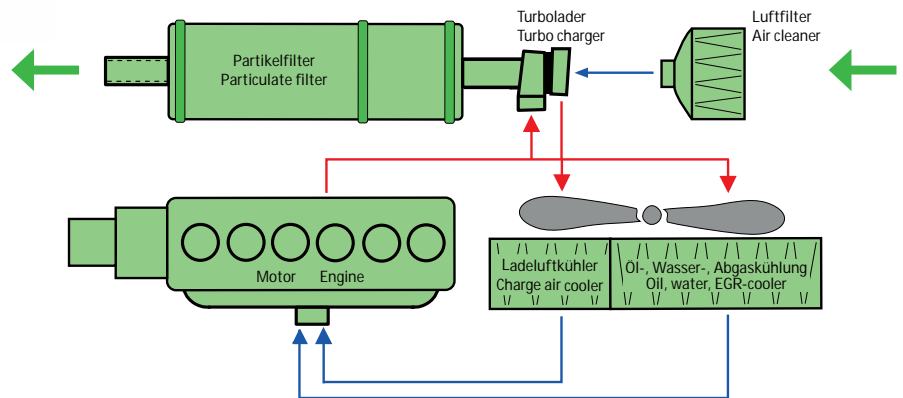 Turbolader
Turbo charger
Luftfilter
Air cleaner
Partikelfilter
Particulate filter
Motor Engine
Ladeluftkühler
Charge air cooler
Öl-, Wasser-, Abgaskühlung
Oil, water, EGR-cooler